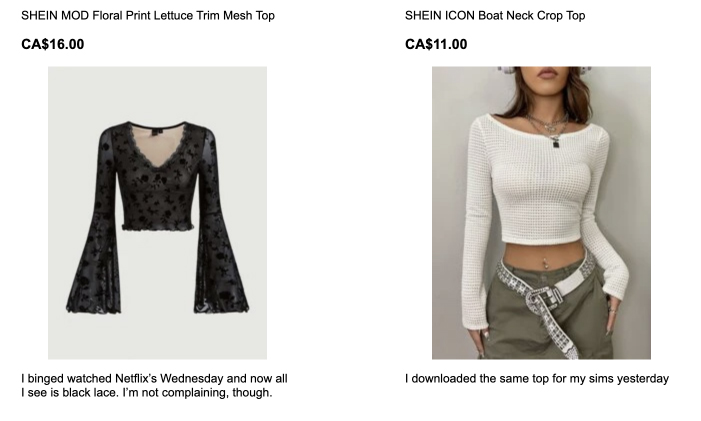 SHEIN MOD Floral Print Lettuce Trim Mesh Top
CA$16.00
I binged watched Netflix's Wednesday and now all
I see is black lace. I'm not complaining, though.
SHEIN ICON Boat Neck Crop Top
CA$11.00
I downloaded the same top for my sims yesterday